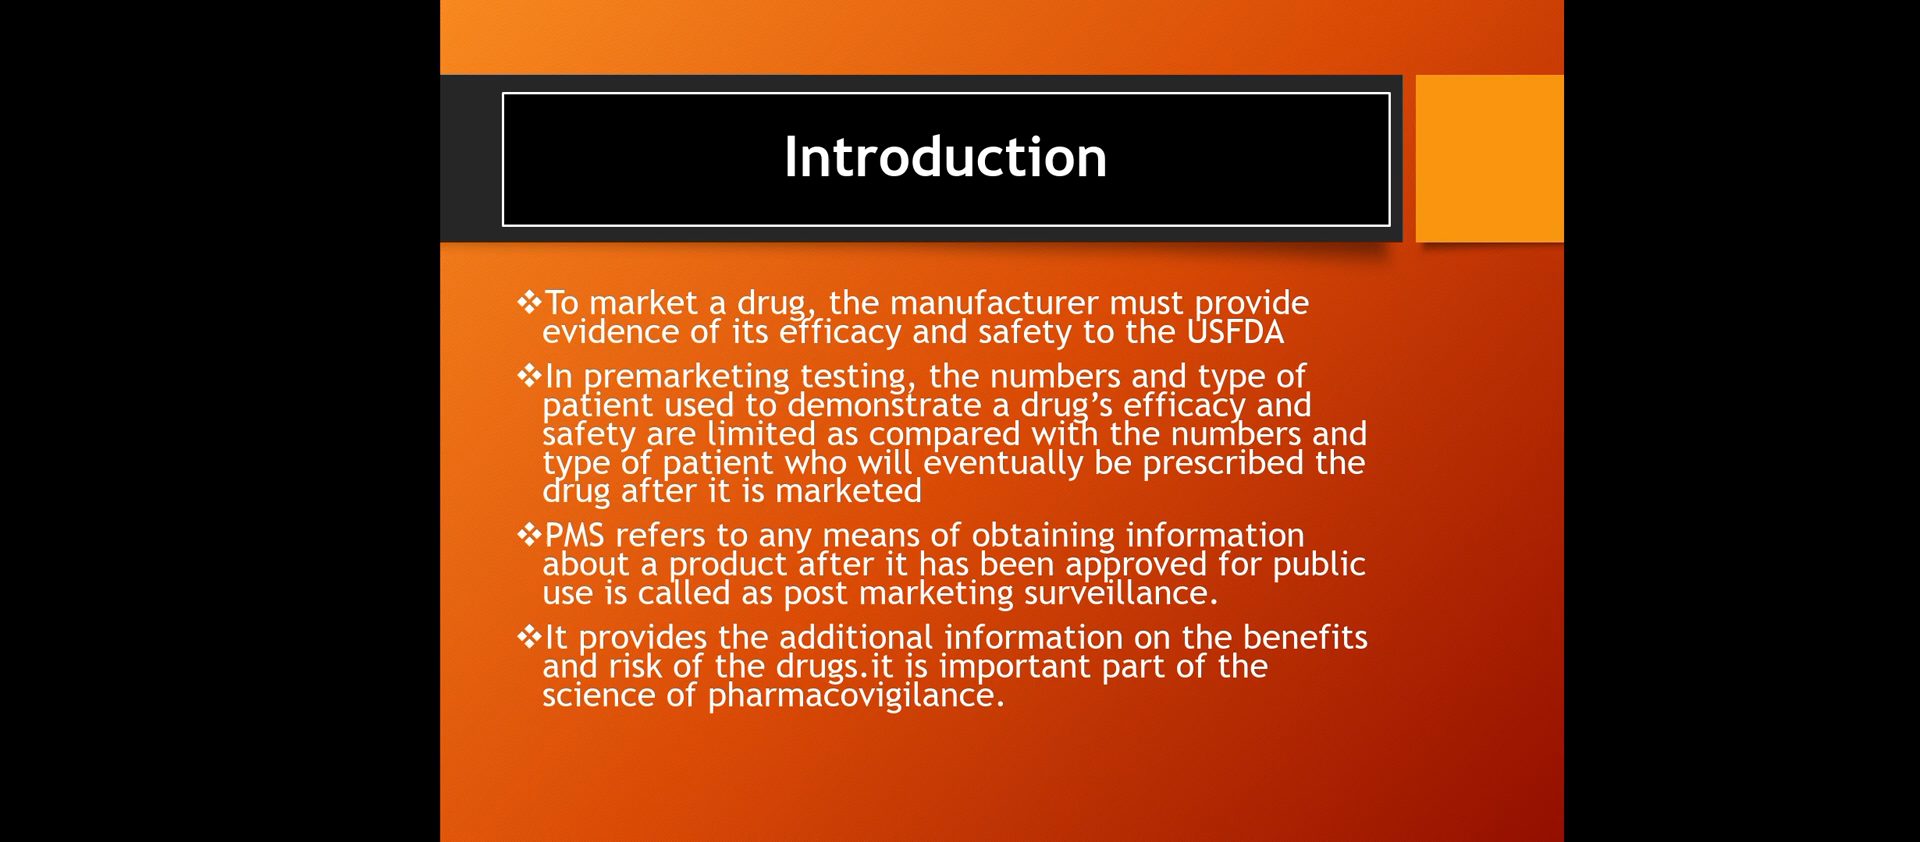 Introduction
❖To market a drug, the manufacturer must provide
evidence of its efficacy and safety to the USFDA
❖In premarketing testing, the numbers and type of
patient used to demonstrate a drug’s efficacy and
safety are limited as compared with the numbers and
type of patient who will eventually be prescribed the
drug after it is marketed
❖PMS refers to any means of obtaining information
about a product after it has been approved for public
use is called as post marketing surveillance.
❖It provides the additional information on the benefits
and risk of the drugs.it is important part of the
science of pharmacovigilance.